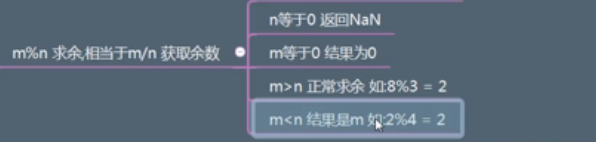 n等于0 返回NaN
m%n 求余,相当于m/n 获取余数
m等于0 结果为0
m>n 正常求余 如:8%3 = 2
m<n 结果是m 如:2%4 = 2